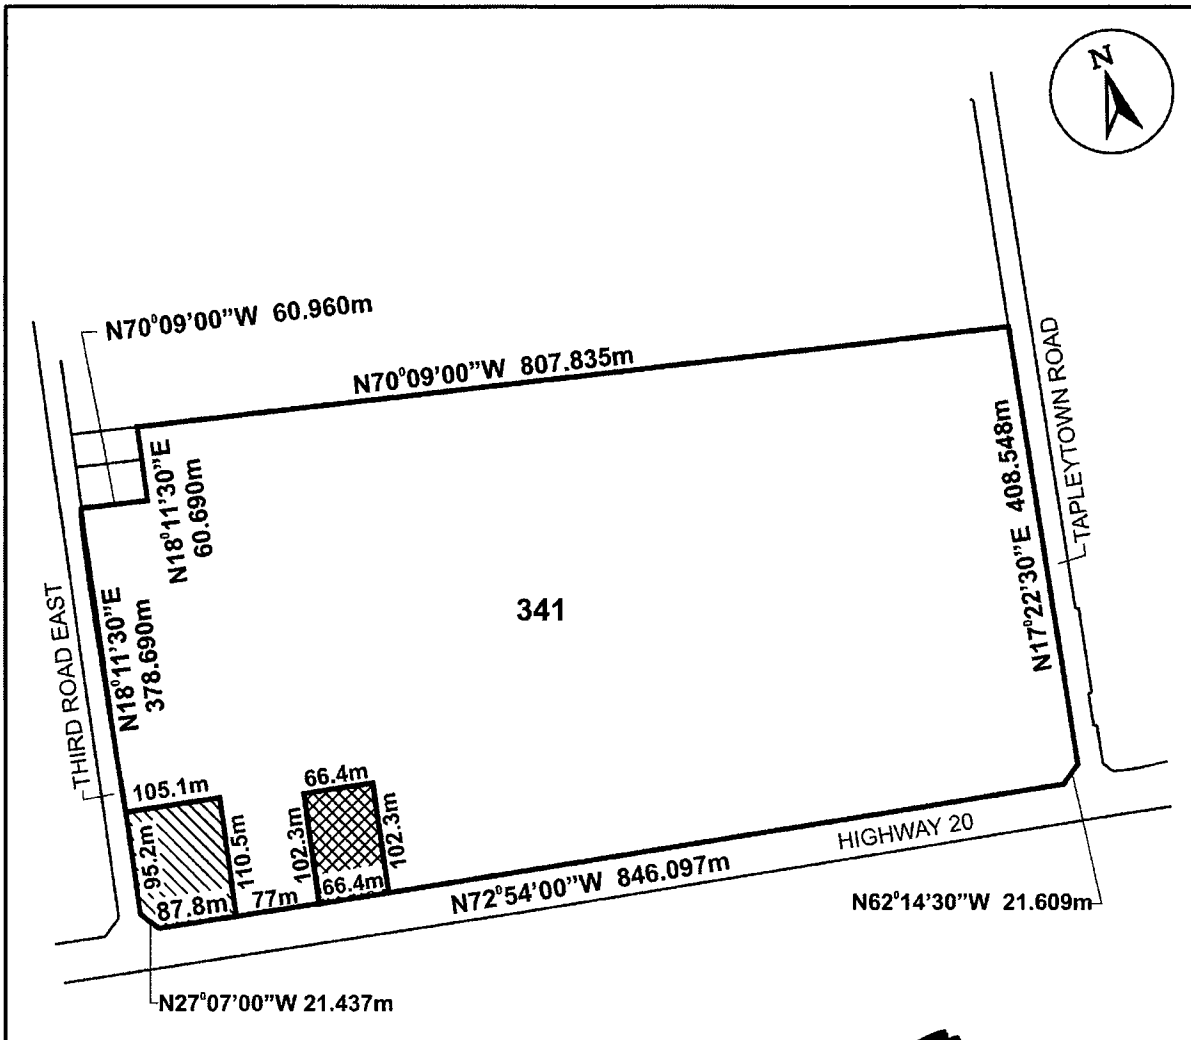 N
N70°09'00"W 60.960m
N70°09'00"W 807.835m
TAPLEYTOWN ROAD
N18°11'30"E
60.690m
N17°22'30"E 408.548m
341
THIRD ROAD EAST
N18°11'30"E
378.690m
105.1m
66.4m
95.2m
110.5m
102.3m
102.3m
87.8m
77m
66.4m
HIGHWAY 20
N72°54'00"W 846.097m
N62°14'30"W 21.609m
N27°07'00"W 21.437m